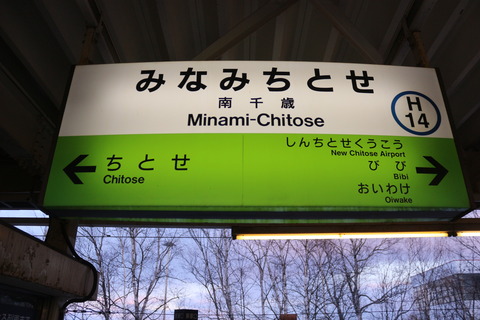 みなみちとせ
南千歳
Minami-Chitose
H
14
ちとせ
Chitose
しんちとせくうこう
New Chitose Airport
びび
Bibi
おいわけ
Oiwake